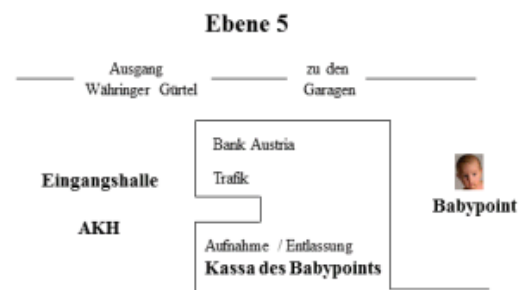 Ebene 5
Ausgang
Währinger Gürtel
zu den
Garagen
Bank Austria
Trafik
Eingangshalle
AKH
Babypoint
Aufnahme / Entlassung
Kassa des Babypoints